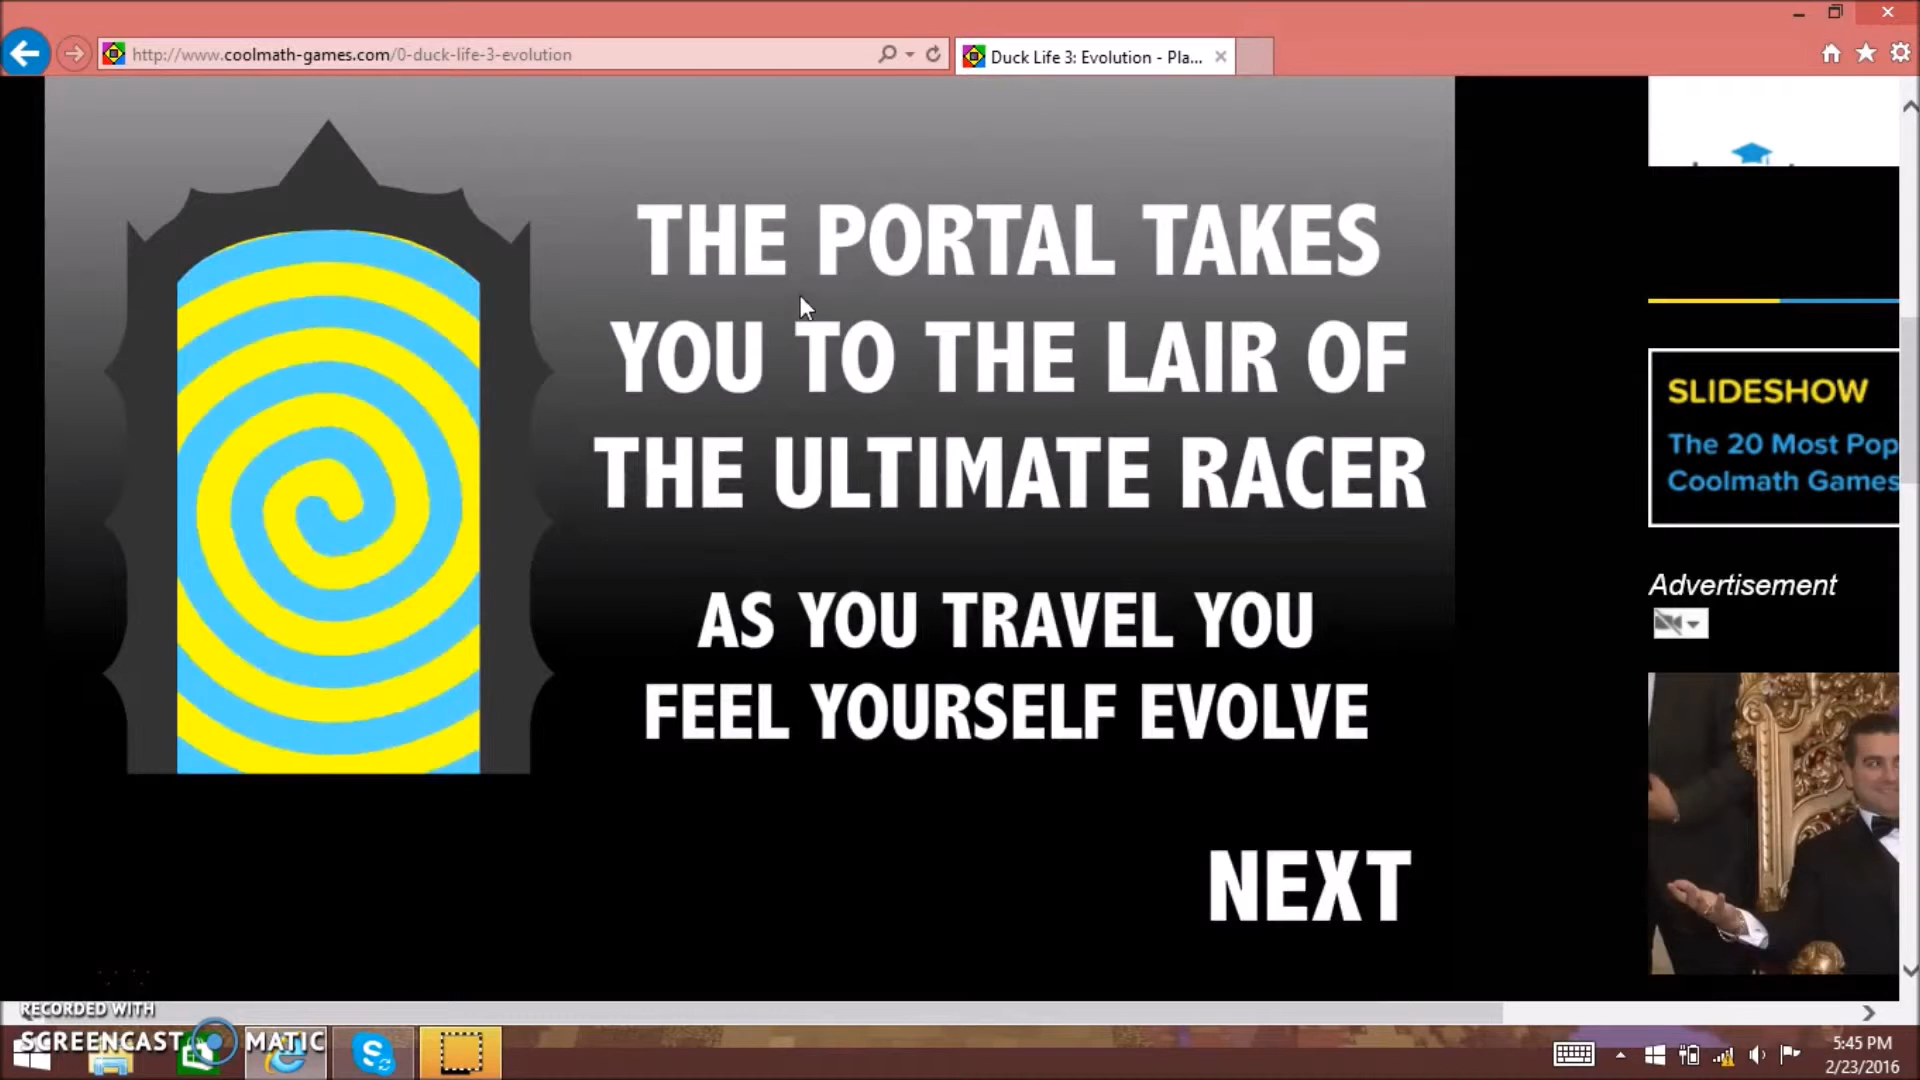 http://www.coolmath-games.com/0-duck-life-3-evolution
Duck Life 3: Evolution - Pla...
THE PORTAL TAKES
YOU TO THE LAIR OF
THE ULTIMATE RACER
AS YOU TRAVEL YOU
FEEL YOURSELF EVOLVE
NEXT
SLIDESHOW
The 20 Most Pop
Coolmath Games
Advertisement
RECORDED WITH
SCREENCAST MATIC
5:45 PM
2/23/2016